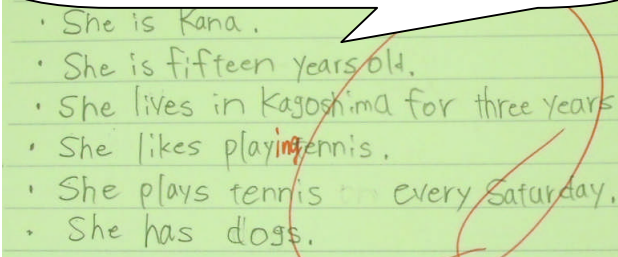 ・She is Kana.
・She is fifteen years old.
・She lives in Kagoshima for three years
・She likes playing tennis.
・She plays tennis every Saturday.
・She has dogs.